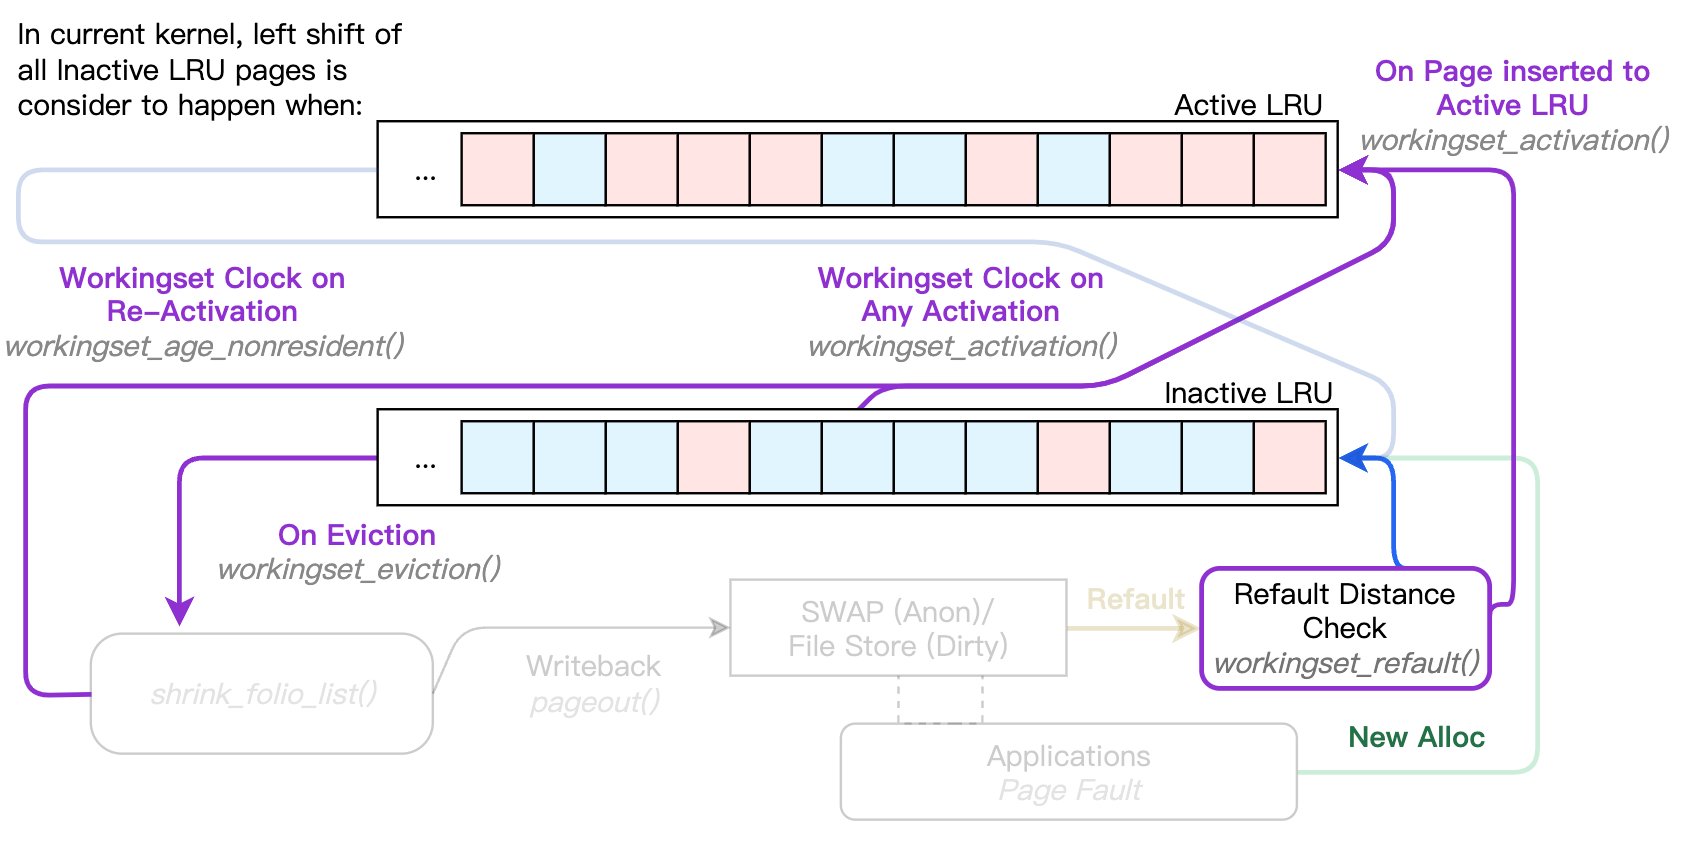 In current kernel, left shift of
all Inactive LRU pages is
consider to happen when:
On Page inserted to
Active LRU
workingset_activation()
Active LRU
...
Workingset Clock on
Re-Activation
workingset_age_nonresident()
Workingset Clock on
Any Activation
workingset_activation()
Inactive LRU
...
On Eviction
workingset_eviction()
SWAP (Anon)/
File Store (Dirty)
Refault
Refault Distance
Check
workingset_refault()
shrink_folio_list()
Writeback
pageout()
New Alloc
Applications
Page Fault